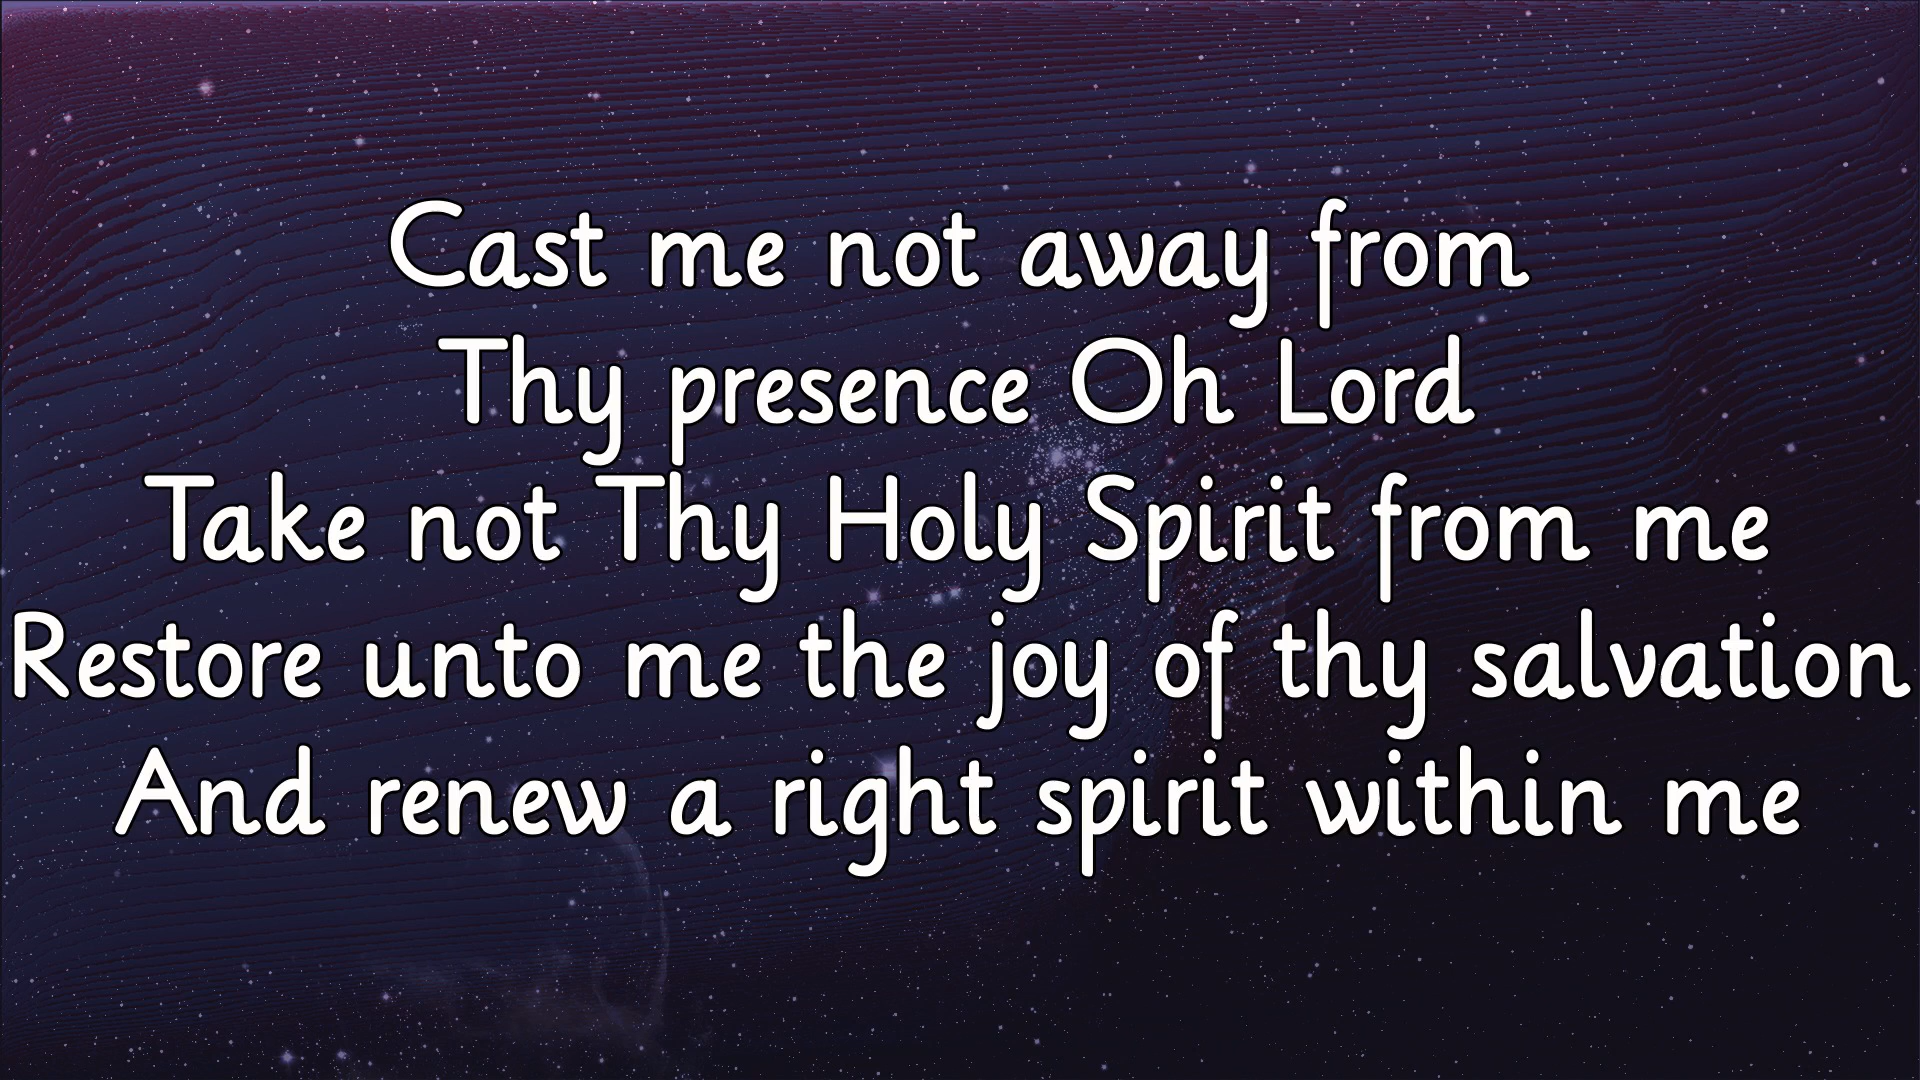 Cast me not away from
Thy presence Oh Lord
Take not Thy Holy Spirit from me
Restore unto me the joy of thy salvation
And renew a right spirit within me